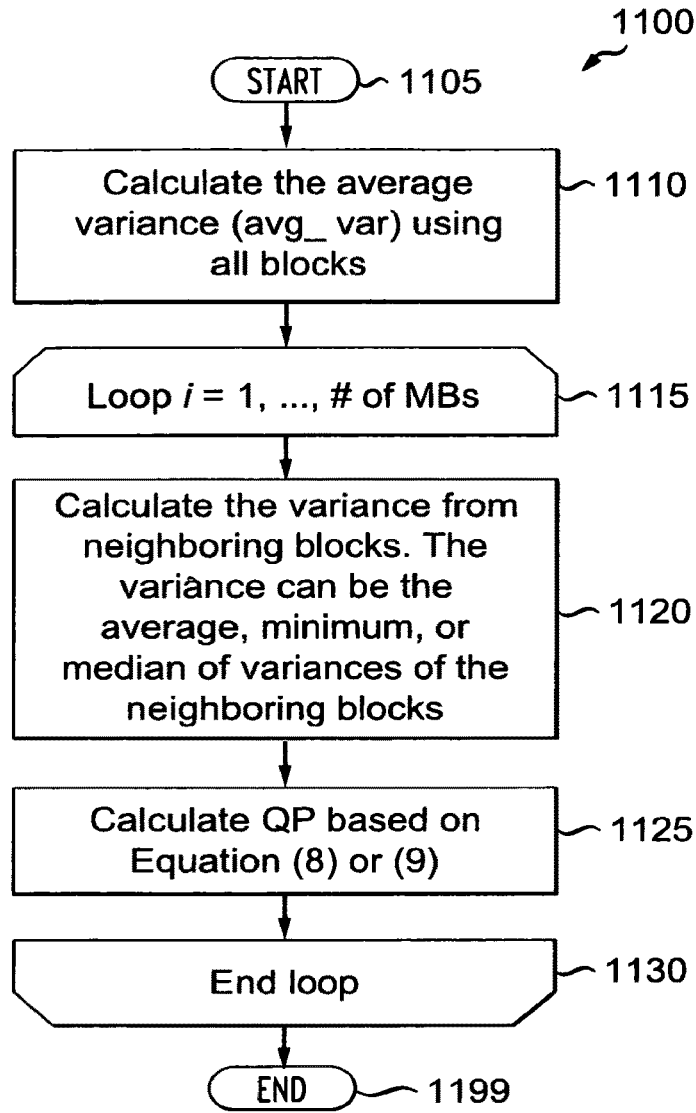 1100
START
1105
Calculate the average
variance (avg_ var) using
all blocks
1110
Loop i = 1, ..., # of MBs
1115
Calculate the variance from
neighboring blocks. The
variance can be the
average, minimum, or
median of variances of the
neighboring blocks
1120
Calculate QP based on
Equation (8) or (9)
1125
End loop
1130
END
1199